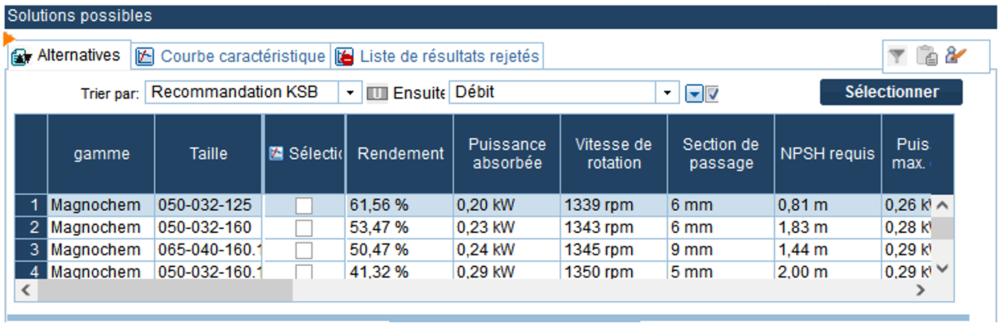 Solutions possibles
Alternatives Courbe caractéristique Liste de résultats rejetés
Trier par: Recommandation KSB Ensuite Débit Sélectionner
gamme Taille Sélectic Rendement Puissance absorbée Vitesse de rotation Section de passage NPSH requis Puis. max.
1 Magnochem 050-032-125 61,56 % 0,20 kW 1339 rpm 6 mm 0,81 m 0,26 k
2 Magnochem 050-032-160 53,47 % 0,23 kW 1343 rpm 6 mm 1,83 m 0,28 k
3 Magnochem 065-040-160.1 50,47 % 0,24 kW 1345 rpm 9 mm 1,44 m 0,29 k
4 Magnochem 050-032-160.1 41,32 % 0,29 kW 1350 rpm 5 mm 2,00 m 0,29 k